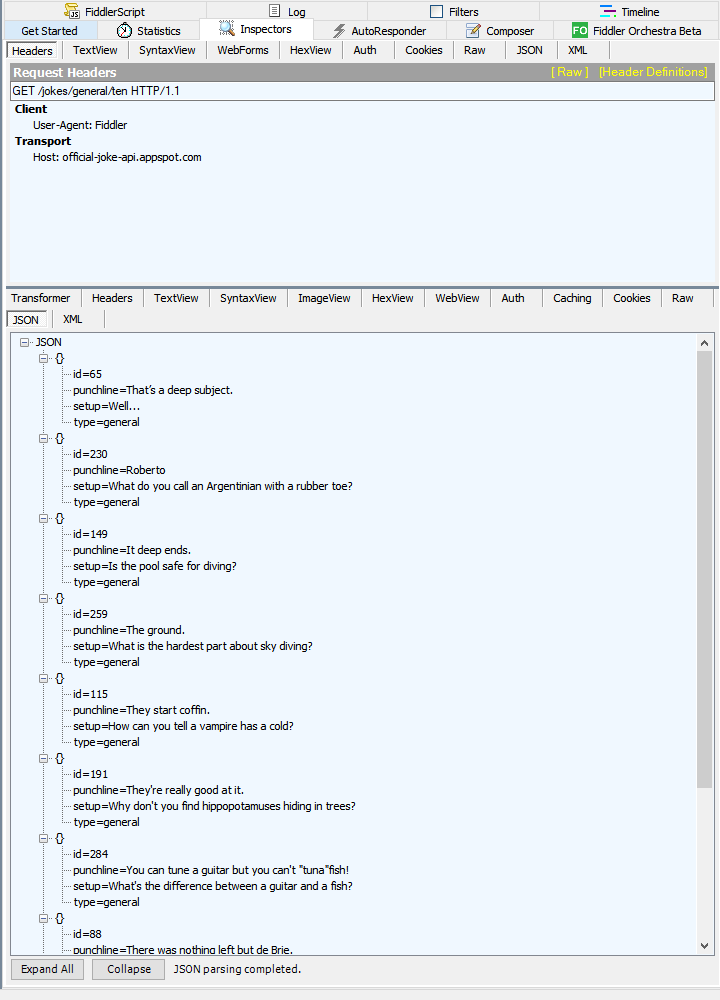 FiddlerScript Log Filters Timeline
Get Started Statistics Inspectors AutoResponder Composer FO Fiddler Orchestra Beta
Headers TextView SyntaxView WebForms HexView Auth Cookies Raw JSON XML
Request Headers [ Raw ] [Header Definitions]
GET /jokes/general/ten HTTP/1.1
Client
User-Agent: Fiddler
Transport
Host: official-joke-api.appspot.com
Transformer Headers TextView SyntaxView ImageView HexView WebView Auth Caching Cookies Raw
JSON XML
JSON
{}
id=65
punchline=That’s a deep subject.
setup=Well...
type=general
{}
id=230
punchline=Roberto
setup=What do you call an Argentinian with a rubber toe?
type=general
{}
id=149
punchline=It deep ends.
setup=Is the pool safe for diving?
type=general
{}
id=259
punchline=The ground.
setup=What is the hardest part about sky diving?
type=general
{}
id=115
punchline=They start coffin.
setup=How can you tell a vampire has a cold?
type=general
{}
id=191
punchline=They're really good at it.
setup=Why don't you find hippopotamuses hiding in trees?
type=general
{}
id=284
punchline=You can tune a guitar but you can't "tuna"fish!
setup=What's the difference between a guitar and a fish?
type=general
{}
id=88
punchline=There was nothing left but de Brie.
Expand All Collapse JSON parsing completed.